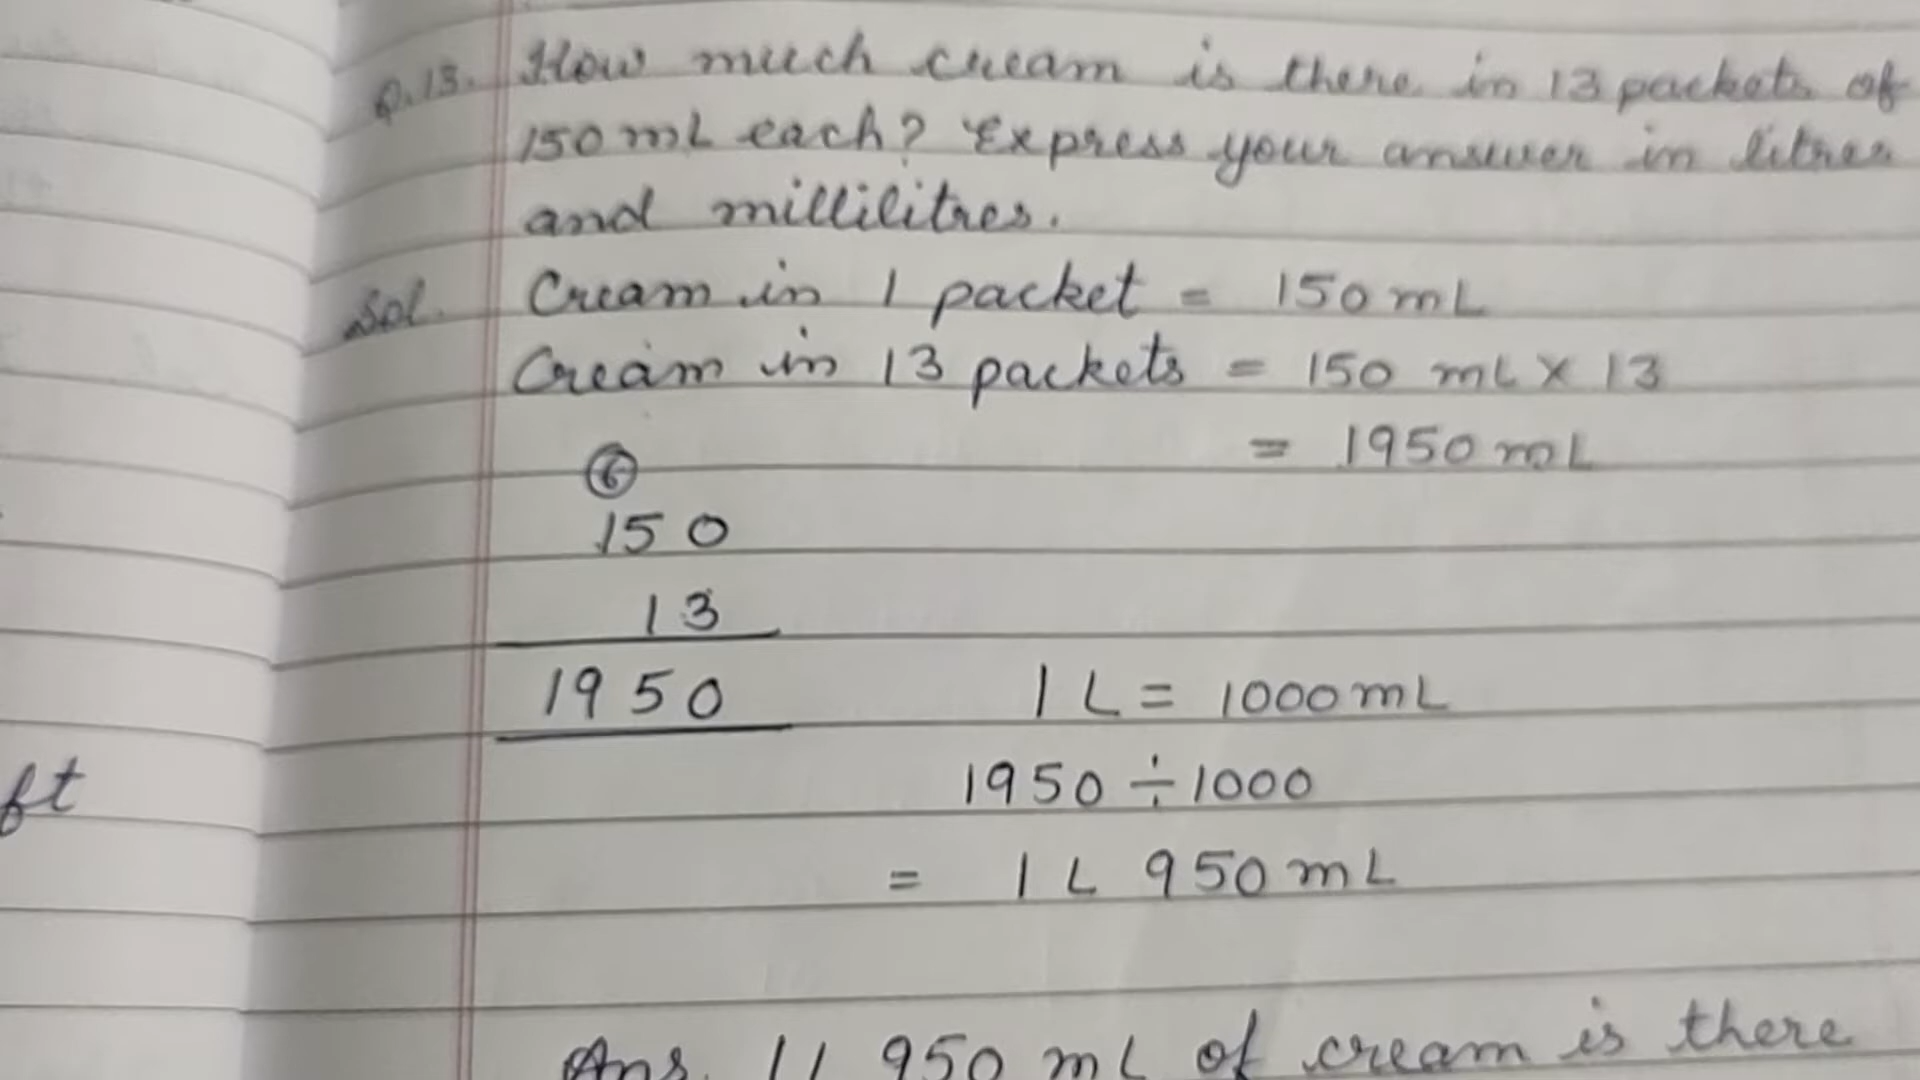 Q.13. How much cream is there in 13 packets of
150 mL each? Express your answer in litres
and millilitres.
Sol. Cream in 1 packet = 150 mL
Cream in 13 packets = 150 mL x 13
= 1950 mL
6
150
13
1950 1 L = 1000 mL
ft 1950 ÷ 1000
= 1 L 950 mL
Ans. 1 L 950 mL of cream is there